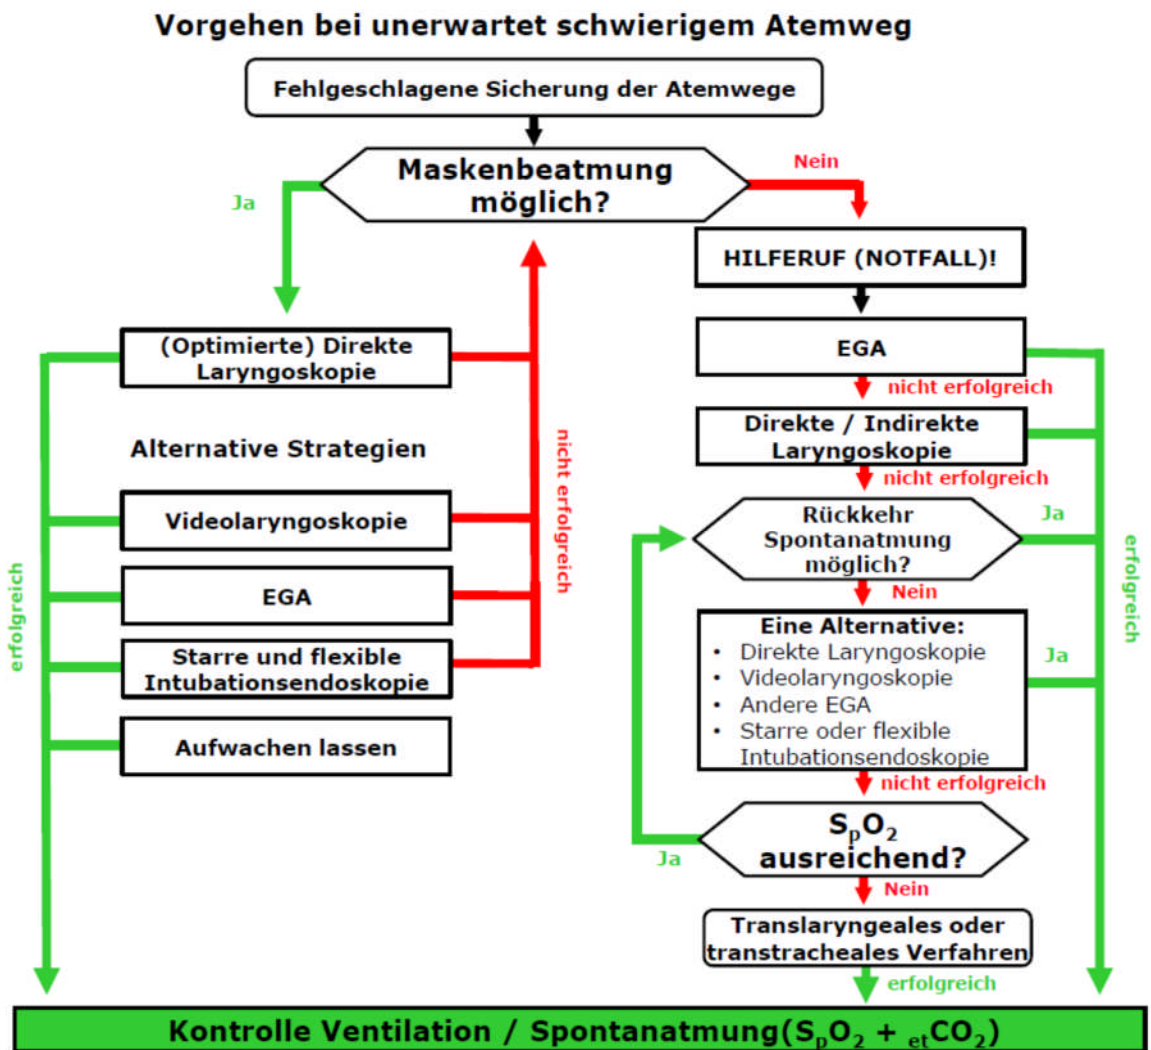 Vorgehen bei unerwartet schwierigem Atemweg
Fehlgeschlagene Sicherung der Atemwege
Maskenbeatmung
möglich?
Ja
Nein
(Optimierte) Direkte
Laryngoskopie
Alternative Strategien
Videolaryngoskopie
EGA
Starre und flexible
Intubationsendoskopie
Aufwachen lassen
erfolgreich
nicht erfolgreich
HILFERUF (NOTFALL)!
EGA
nicht erfolgreich
Direkte / Indirekte
Laryngoskopie
nicht erfolgreich
Rückkehr
Spontanatmung
möglich?
Ja
Nein
Eine Alternative:
• Direkte Laryngoskopie
• Videolaryngoskopie
• Andere EGA
• Starre oder flexible
Intubationsendoskopie
Ja
nicht erfolgreich
SpO2
ausreichend?
Ja
Nein
Translaryngeales oder
transtracheales Verfahren
erfolgreich
erfolgreich
Kontrolle Ventilation / Spontanatmung(SpO2 + etCO2)